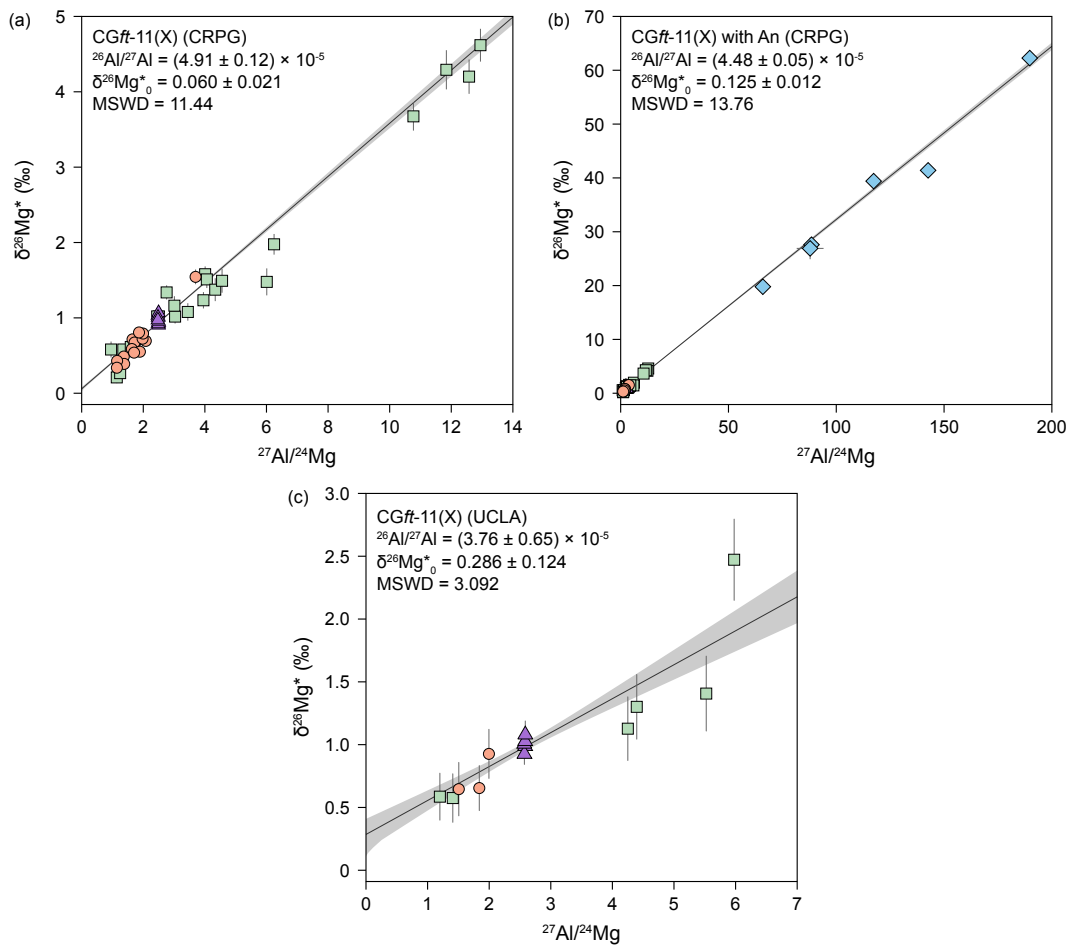 (a)
CGft-11(X) (CRPG)
²⁶Al/²⁷Al = (4.91 ± 0.12) × 10⁻⁵
δ²⁶Mg*₀ = 0.060 ± 0.021
MSWD = 11.44
5
4
3
2
1
0
δ²⁶Mg* (‰)
0 2 4 6 8 10 12 14
²⁷Al/²⁴Mg
(b)
CGft-11(X) with An (CRPG)
²⁶Al/²⁷Al = (4.48 ± 0.05) × 10⁻⁵
δ²⁶Mg*₀ = 0.125 ± 0.012
MSWD = 13.76
70
60
50
40
30
20
10
0
δ²⁶Mg* (‰)
0 50 100 150 200
²⁷Al/²⁴Mg
(c)
CGft-11(X) (UCLA)
²⁶Al/²⁷Al = (3.76 ± 0.65) × 10⁻⁵
δ²⁶Mg*₀ = 0.286 ± 0.124
MSWD = 3.092
3.0
2.5
2.0
1.5
1.0
0.5
0
δ²⁶Mg* (‰)
0 1 2 3 4 5 6 7
²⁷Al/²⁴Mg